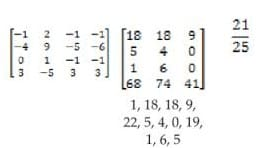 -1 2 -1 -1 18 18 9 21
-4 9 -5 -6 5 4 0 25
0 1 -1 -1 1 6 0
3 -5 3 3 68 74 41
1, 18, 18, 9,
22, 5, 4, 0, 19,
1, 6, 5